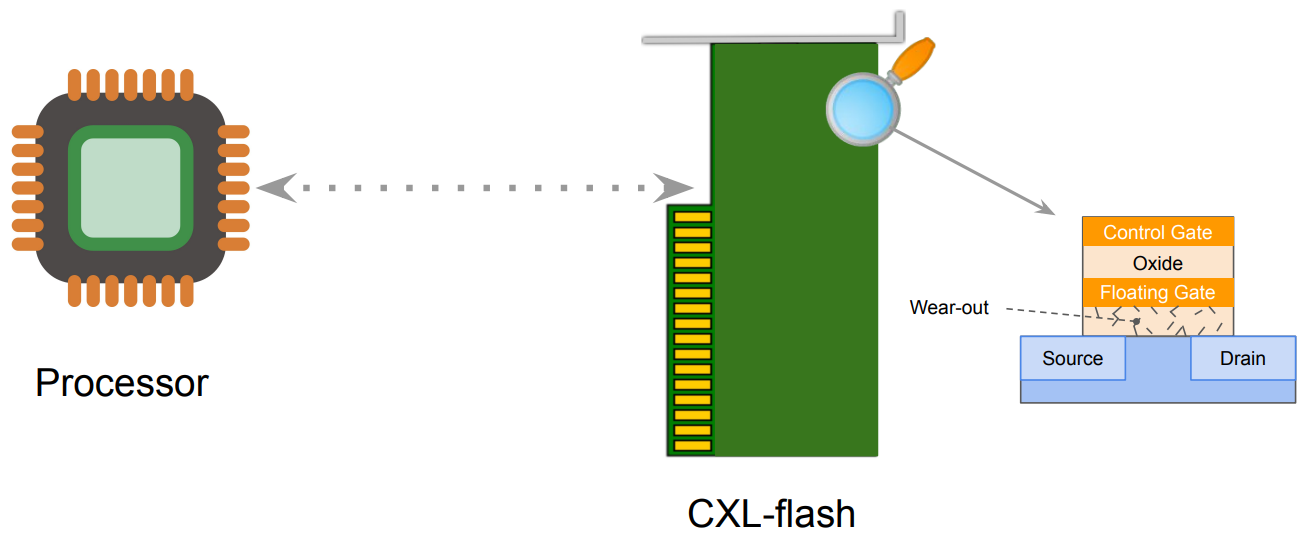 Control Gate
Oxide
Floating Gate
Wear-out
Source
Drain
Processor
CXL-flash